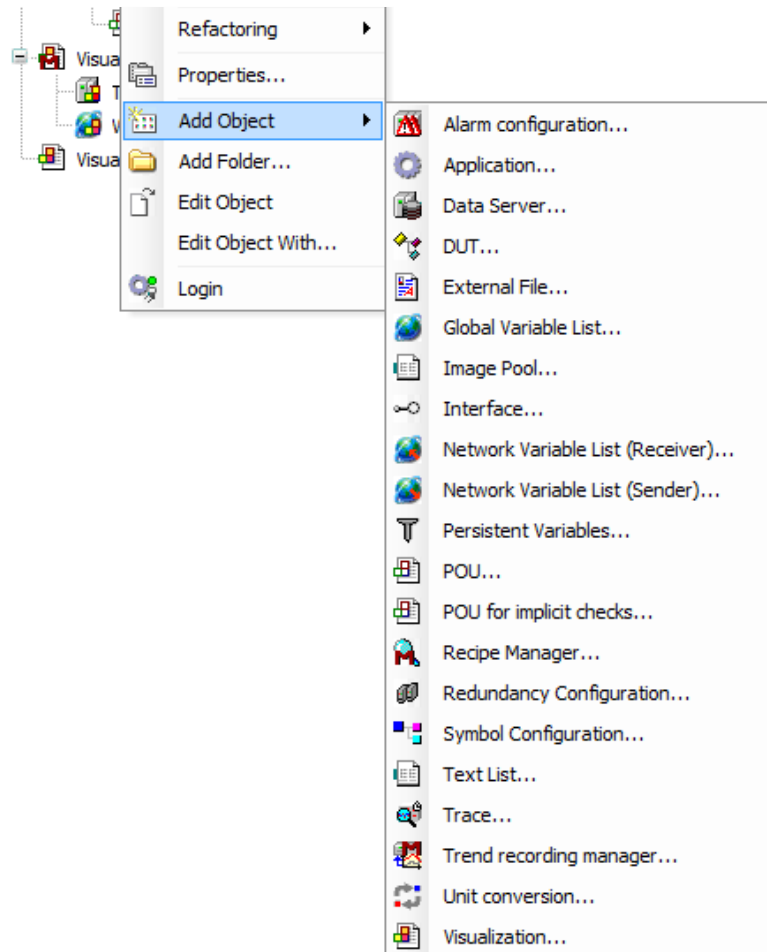 Refactoring
Visua
Properties...
T
Add Object
Alarm configuration...
Visua
Add Folder...
Application...
Edit Object
Data Server...
Edit Object With...
DUT...
Login
External File...
Global Variable List...
Image Pool...
Interface...
Network Variable List (Receiver)...
Network Variable List (Sender)...
Persistent Variables...
POU...
POU for implicit checks...
Recipe Manager...
Redundancy Configuration...
Symbol Configuration...
Text List...
Trace...
Trend recording manager...
Unit conversion...
Visualization...